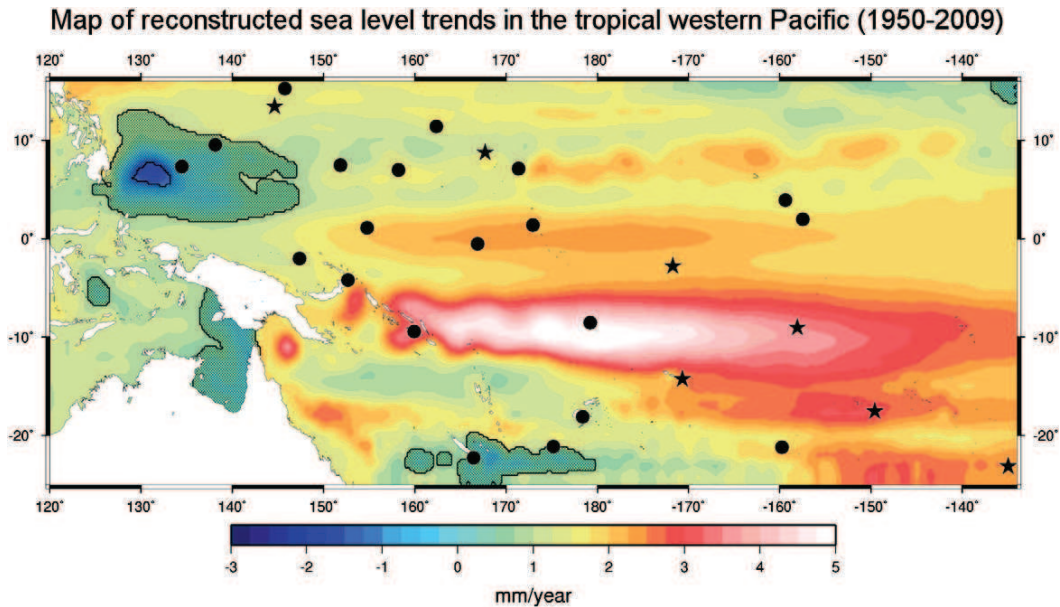 Map of reconstructed sea level trends in the tropical western Pacific (1950-2009)
120° 130° 140° 150° 160° 170° 180° -170° -160° -150° -140°
10° 10°
0° 0°
-10° -10°
-20° -20°
120° 130° 140° 150° 160° 170° 180° -170° -160° -150° -140°
-3 -2 -1 0 1 2 3 4 5
mm/year